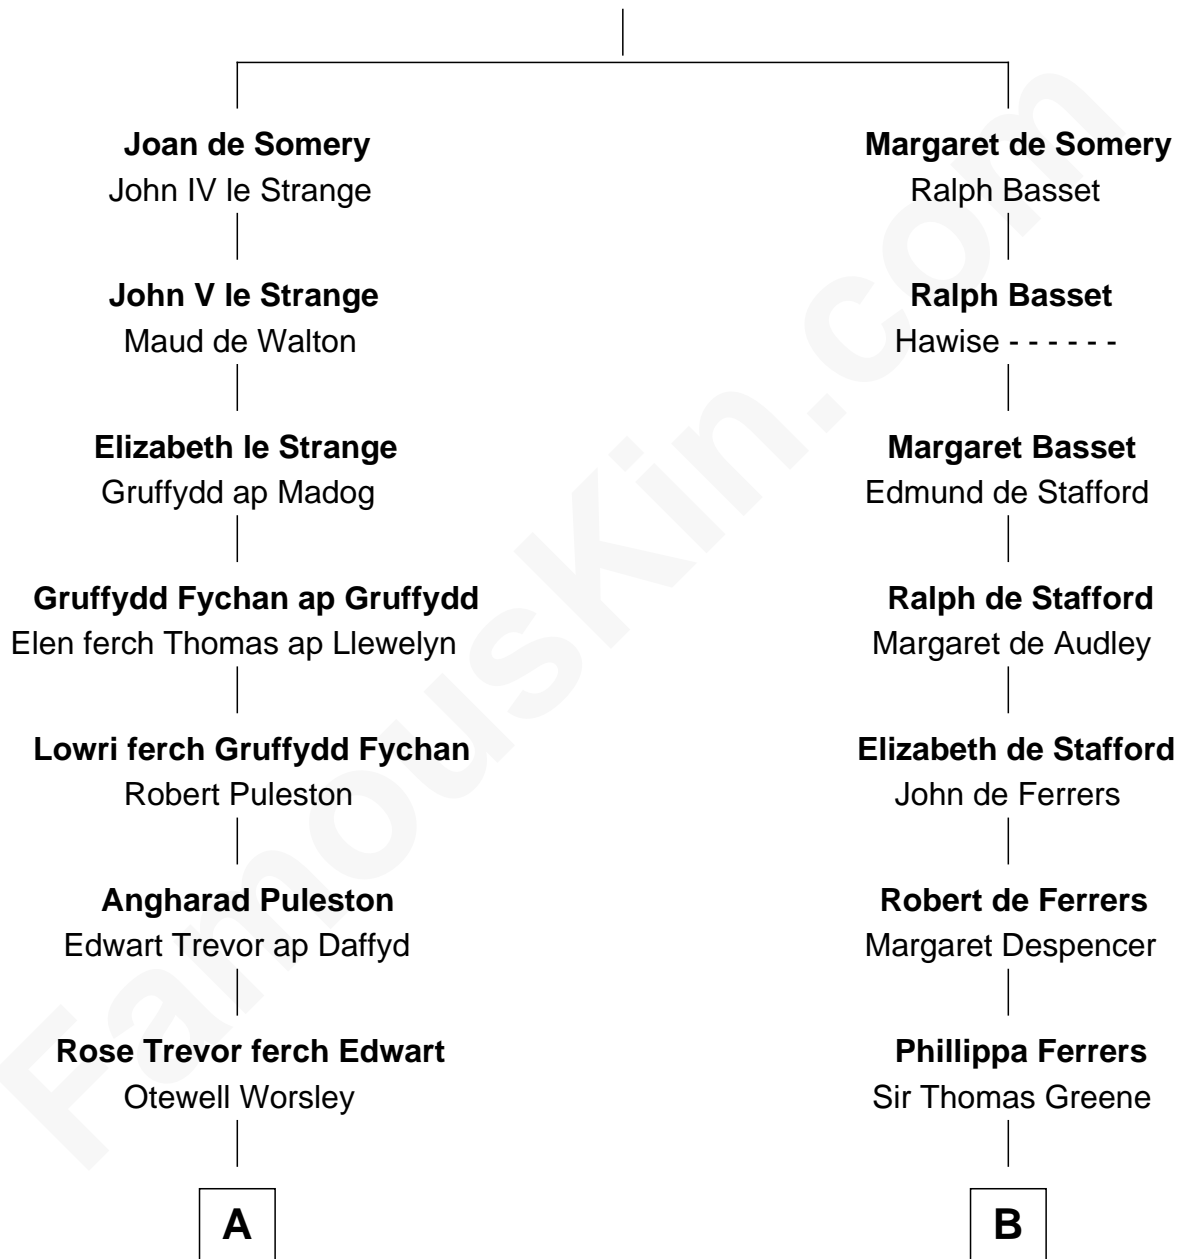 Joan de Somery
John IV le Strange
John V le Strange
Maud de Walton
Elizabeth le Strange
Gruffydd ap Madog
Gruffydd Fychan ap Gruffydd
Elen ferch Thomas ap Llewelyn
Lowri ferch Gruffydd Fychan
Robert Puleston
Angharad Puleston
Edwart Trevor ap Daffyd
Rose Trevor ferch Edwart
Otewell Worsley
A
Margaret de Somery
Ralph Basset
Ralph Basset
Hawise - - - - - -
Margaret Basset
Edmund de Stafford
Ralph de Stafford
Margaret de Audley
Elizabeth de Stafford
John de Ferrers
Robert de Ferrers
Margaret Despencer
Phillippa Ferrers
Sir Thomas Greene
B
FamousKin.com